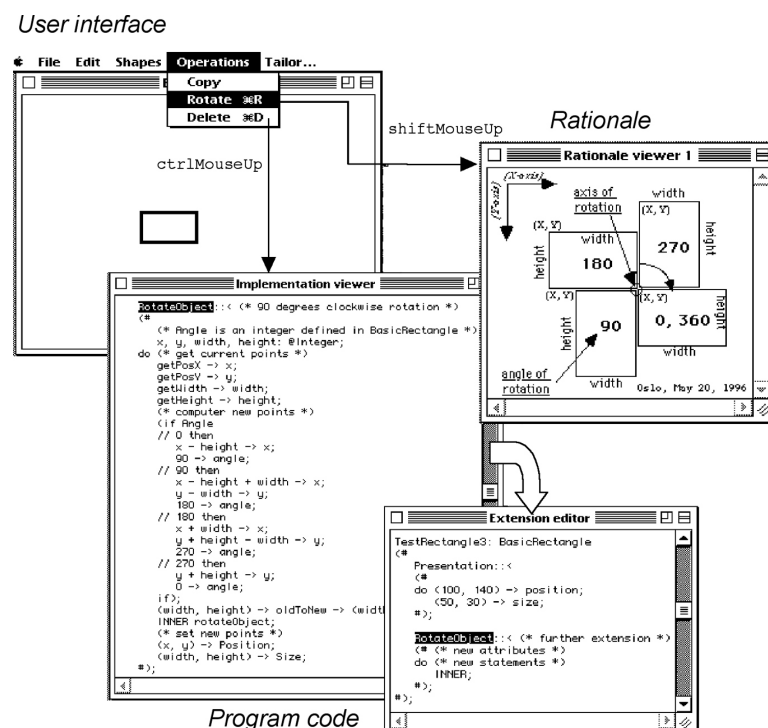 User interface
File Edit Shapes Operations Tailor...
Copy
Rotate ⌘R
Delete ⌘D
shiftMouseUp
ctrlMouseUp
Rationale
Rationale viewer 1
(X-axis)
(Y-axis)
axis of
rotation
width
(X, Y)
height
270
(X, Y)
width
height
180
(X, Y)
height
90
width
(X, Y)
0, 360
height
width
angle of
rotation
Oslo, May 20, 1996
Implementation viewer
RotateObject::< (* 90 degrees clockwise rotation *)
(#
(* Angle is an integer defined in BasicRectangle *)
x, y, width, height: @Integer;
do (* get current points *)
getPosX -> x;
getPosY -> y;
getWidth -> width;
getHeight -> height;
(* computer new points *)
(if Angle
// 0 then
x - height -> x;
90 -> angle;
// 90 then
x - height + width -> x;
y - width -> y;
180 -> angle;
// 180 then
x + width -> x;
y + height - width -> y;
270 -> angle;
// 270 then
y + height -> y;
0 -> angle;
if);
(width, height) -> oldToNew -> (widt
INNER rotateObject;
(* set new points *)
(x, y) -> Position;
(width, height) -> Size;
#);
Extension editor
TestRectangle3: BasicRectangle
(#
Presentation::<
(#
do (100, 140) -> position;
(50, 30) -> size;
#);
RotateObject::< (* further extension *)
(# (* new attributes *)
do (* new statements *)
INNER;
#);
#);
Program code